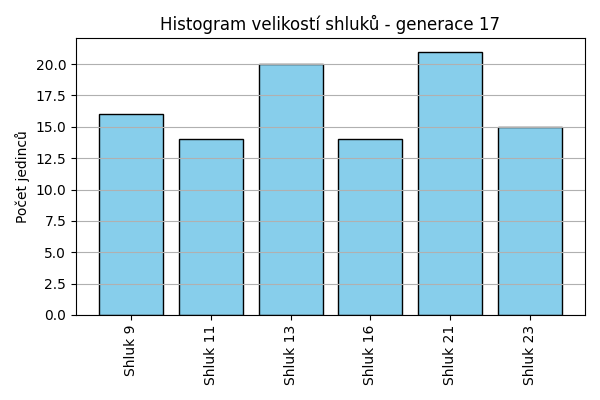 Histogram velikostí shluků - generace 17
Počet jedinců
20.0
17.5
15.0
12.5
10.0
7.5
5.0
2.5
0.0
Shluk 9
Shluk 11
Shluk 13
Shluk 16
Shluk 21
Shluk 23